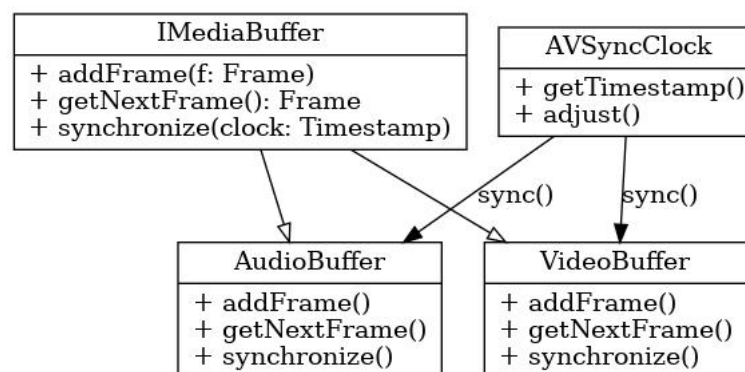 IMediaBuffer
+ addFrame(f: Frame)
+ getNextFrame(): Frame
+ synchronize(clock: Timestamp)
AVSyncClock
+ getTimestamp()
+ adjust()
sync()
sync()
AudioBuffer
+ addFrame()
+ getNextFrame()
+ synchronize()
VideoBuffer
+ addFrame()
+ getNextFrame()
+ synchronize()